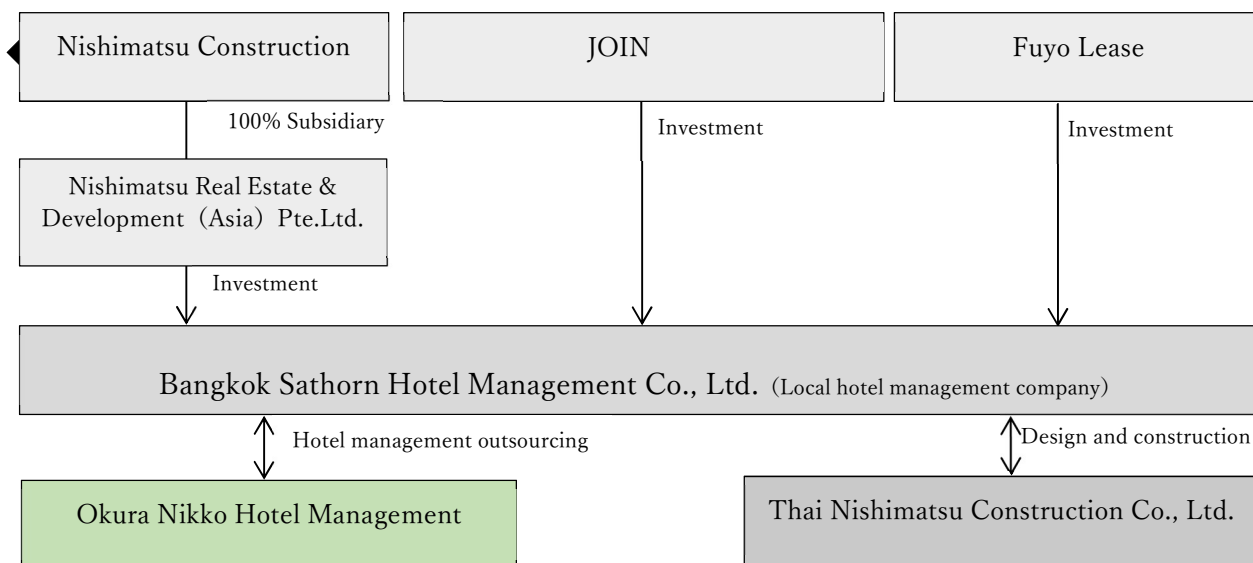 Nishimatsu Construction
JOIN
Fuyo Lease
100% Subsidiary
Investment
Investment
Nishimatsu Real Estate &
Development（Asia）Pte.Ltd.
Investment
Bangkok Sathorn Hotel Management Co., Ltd.（Local hotel management company）
Hotel management outsourcing
Design and construction
Okura Nikko Hotel Management
Thai Nishimatsu Construction Co., Ltd.